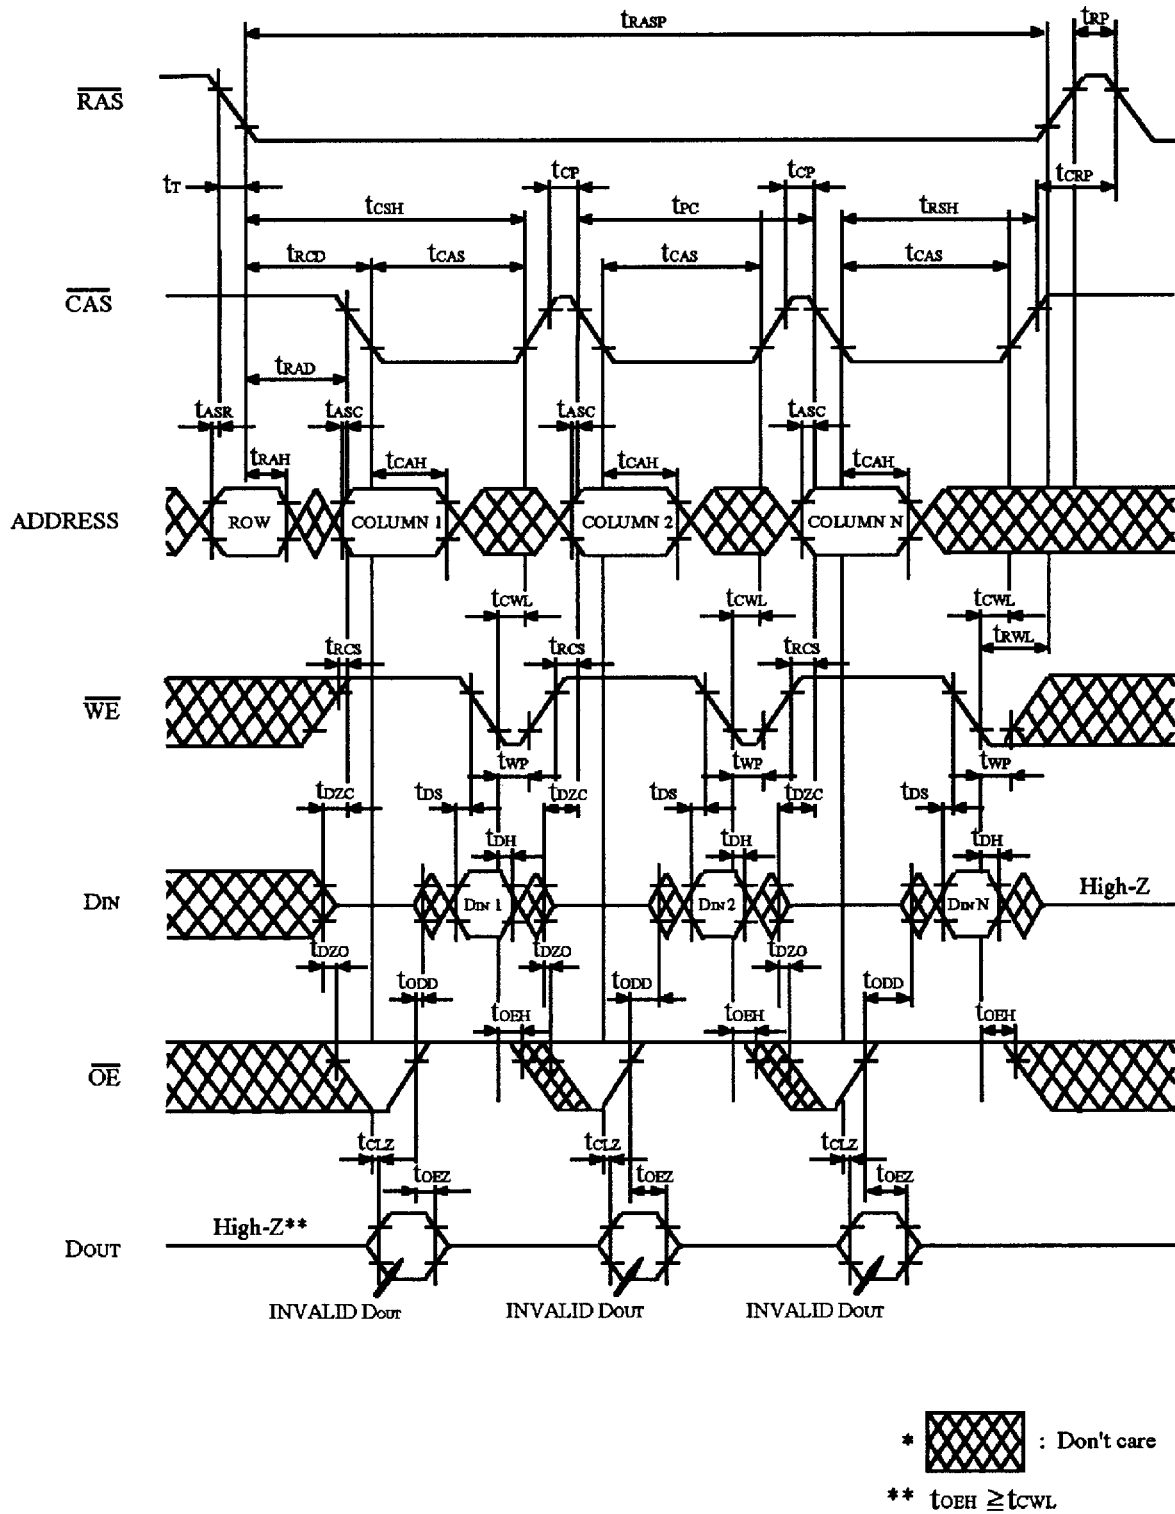 tRASP tRP
RAS
tT tCP tCP tCRP
tCSH tPC tRSH
tRCD tCAS tCAS tCAS
CAS
tRAD
tASR tASC tASC tASC
tRAH tCAH tCAH tCAH
ADDRESS ROW COLUMN 1 COLUMN 2 COLUMN N
tCWL tCWL tCWL
tRCS tRCS tRWL
WE
tWP tWP tWP
tDZC tDS tDZC tDS tDZC tDS
tDH tDH tDH
DIN DIN 1 DIN 2 DIN N High-Z
tDZO tDZO tDZO
tODD tODD tODD
tOEH tOEH tOEH
OE
tCLZ tCLZ tCLZ
tOEZ tOEZ tOEZ
High-Z**
DOUT
INVALID DOUT INVALID DOUT INVALID DOUT
* : Don't care
** tOEH ≧ tCWL